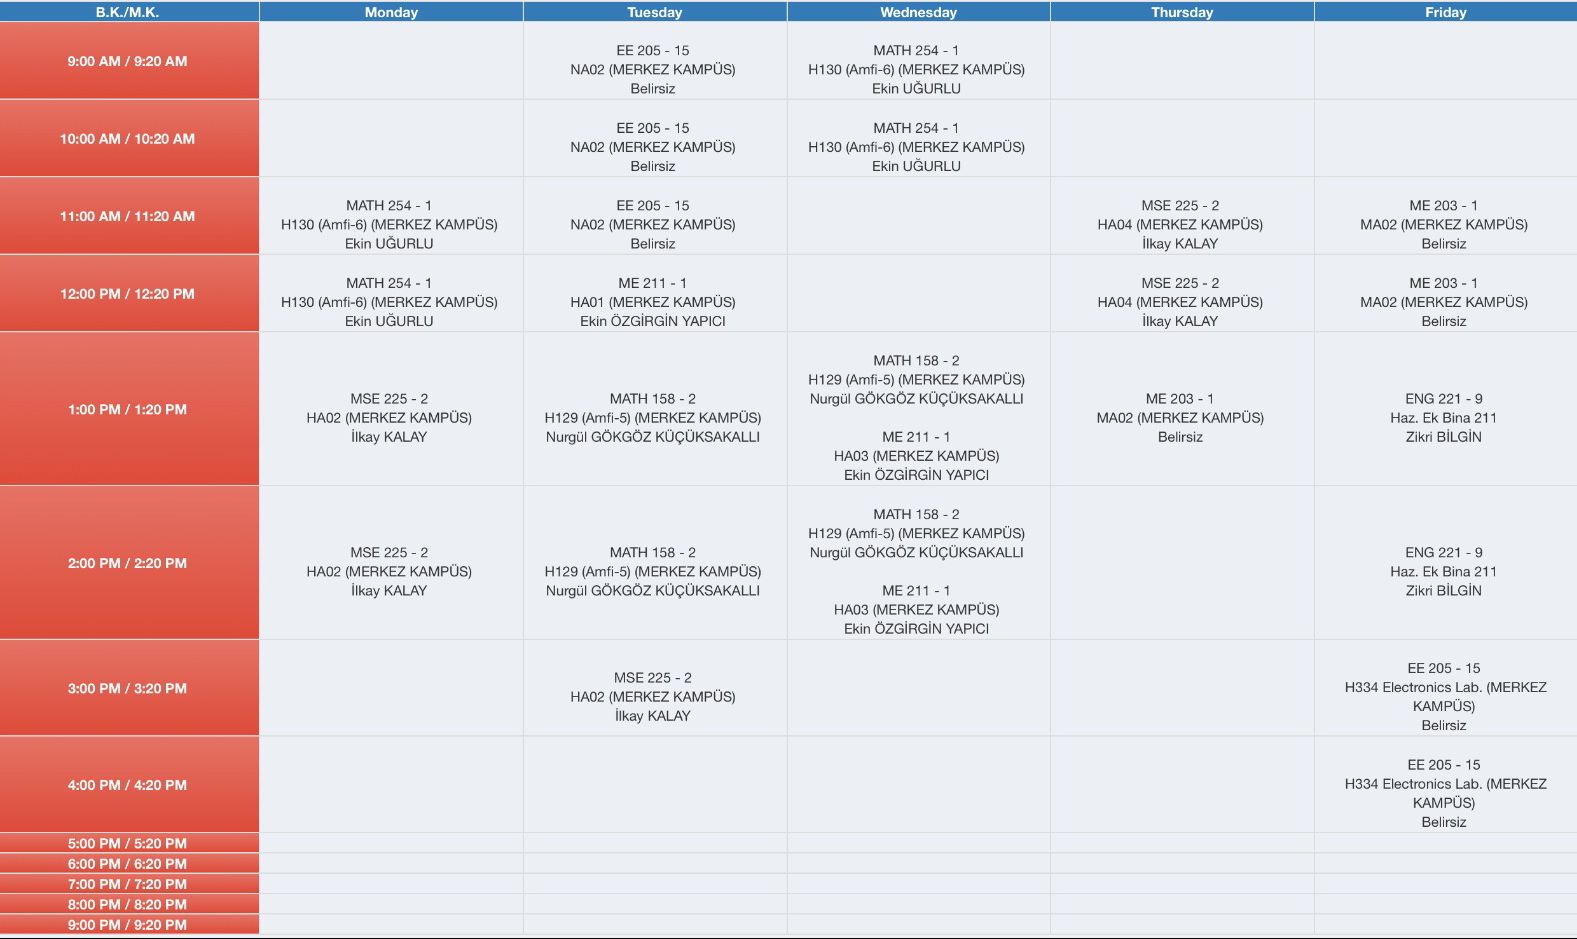 B.K./M.K.
Monday
Tuesday
Wednesday
Thursday
Friday
9:00 AM / 9:20 AM
EE 205 - 15
NA02 (MERKEZ KAMPÜS)
Belirsiz
MATH 254 - 1
H130 (Amfi-6) (MERKEZ KAMPÜS)
Ekin UĞURLU
10:00 AM / 10:20 AM
EE 205 - 15
NA02 (MERKEZ KAMPÜS)
Belirsiz
MATH 254 - 1
H130 (Amfi-6) (MERKEZ KAMPÜS)
Ekin UĞURLU
11:00 AM / 11:20 AM
MATH 254 - 1
H130 (Amfi-6) (MERKEZ KAMPÜS)
Ekin UĞURLU
EE 205 - 15
NA02 (MERKEZ KAMPÜS)
Belirsiz
MSE 225 - 2
HA04 (MERKEZ KAMPÜS)
İlkay KALAY
ME 203 - 1
MA02 (MERKEZ KAMPÜS)
Belirsiz
12:00 PM / 12:20 PM
MATH 254 - 1
H130 (Amfi-6) (MERKEZ KAMPÜS)
Ekin UĞURLU
ME 211 - 1
HA01 (MERKEZ KAMPÜS)
Ekin ÖZGİRGİN YAPICI
MSE 225 - 2
HA04 (MERKEZ KAMPÜS)
İlkay KALAY
ME 203 - 1
MA02 (MERKEZ KAMPÜS)
Belirsiz
1:00 PM / 1:20 PM
MSE 225 - 2
HA02 (MERKEZ KAMPÜS)
İlkay KALAY
MATH 158 - 2
H129 (Amfi-5) (MERKEZ KAMPÜS)
Nurgül GÖKGÖZ KÜÇÜKSAKALLI
MATH 158 - 2
H129 (Amfi-5) (MERKEZ KAMPÜS)
Nurgül GÖKGÖZ KÜÇÜKSAKALLI
ME 211 - 1
HA03 (MERKEZ KAMPÜS)
Ekin ÖZGİRGİN YAPICI
ME 203 - 1
MA02 (MERKEZ KAMPÜS)
Belirsiz
ENG 221 - 9
Haz. Ek Bina 211
Zikri BİLGİN
2:00 PM / 2:20 PM
MSE 225 - 2
HA02 (MERKEZ KAMPÜS)
İlkay KALAY
MATH 158 - 2
H129 (Amfi-5) (MERKEZ KAMPÜS)
Nurgül GÖKGÖZ KÜÇÜKSAKALLI
MATH 158 - 2
H129 (Amfi-5) (MERKEZ KAMPÜS)
Nurgül GÖKGÖZ KÜÇÜKSAKALLI
ME 211 - 1
HA03 (MERKEZ KAMPÜS)
Ekin ÖZGİRGİN YAPICI
ENG 221 - 9
Haz. Ek Bina 211
Zikri BİLGİN
3:00 PM / 3:20 PM
MSE 225 - 2
HA02 (MERKEZ KAMPÜS)
İlkay KALAY
EE 205 - 15
H334 Electronics Lab. (MERKEZ
KAMPÜS)
Belirsiz
4:00 PM / 4:20 PM
EE 205 - 15
H334 Electronics Lab. (MERKEZ
KAMPÜS)
Belirsiz
5:00 PM / 5:20 PM
6:00 PM / 6:20 PM
7:00 PM / 7:20 PM
8:00 PM / 8:20 PM
9:00 PM / 9:20 PM